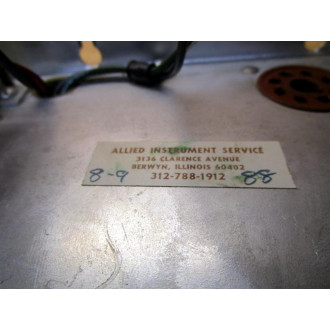 ALLIED INSTRUMENT SERVICE
3136 CLARENCE AVENUE
BERWYN, ILLINOIS 60402
8-9 312-788-1912 88